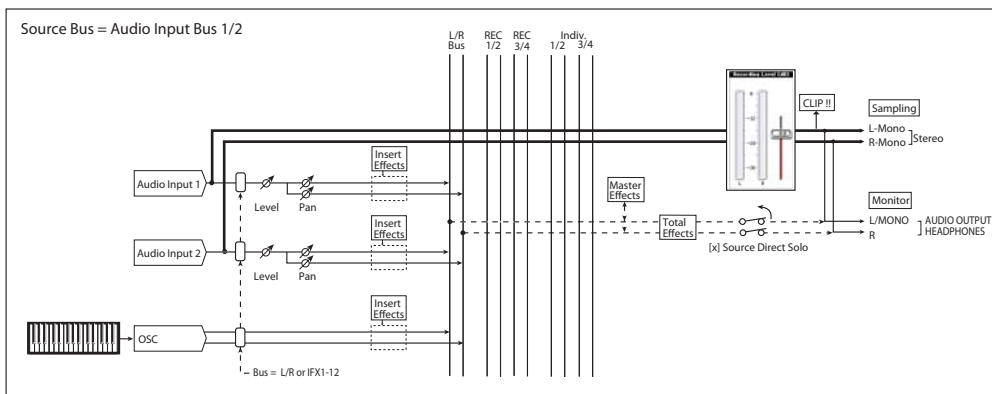 Source Bus = Audio Input Bus 1/2
L/R
Bus
REC
1/2
REC
3/4
Indiv.
1/2 3/4
Recording Level [dB]
CLIP !!
Sampling
L-Mono
R-Mono
Stereo
Insert
Effects
Audio Input 1
Level
Pan
Master
Effects
Monitor
L/MONO
R
AUDIO OUTPUT
HEADPHONES
Total
Effects
[x] Source Direct Solo
Insert
Effects
Audio Input 2
Level
Pan
Insert
Effects
OSC
Bus = L/R or IFX1-12
L R